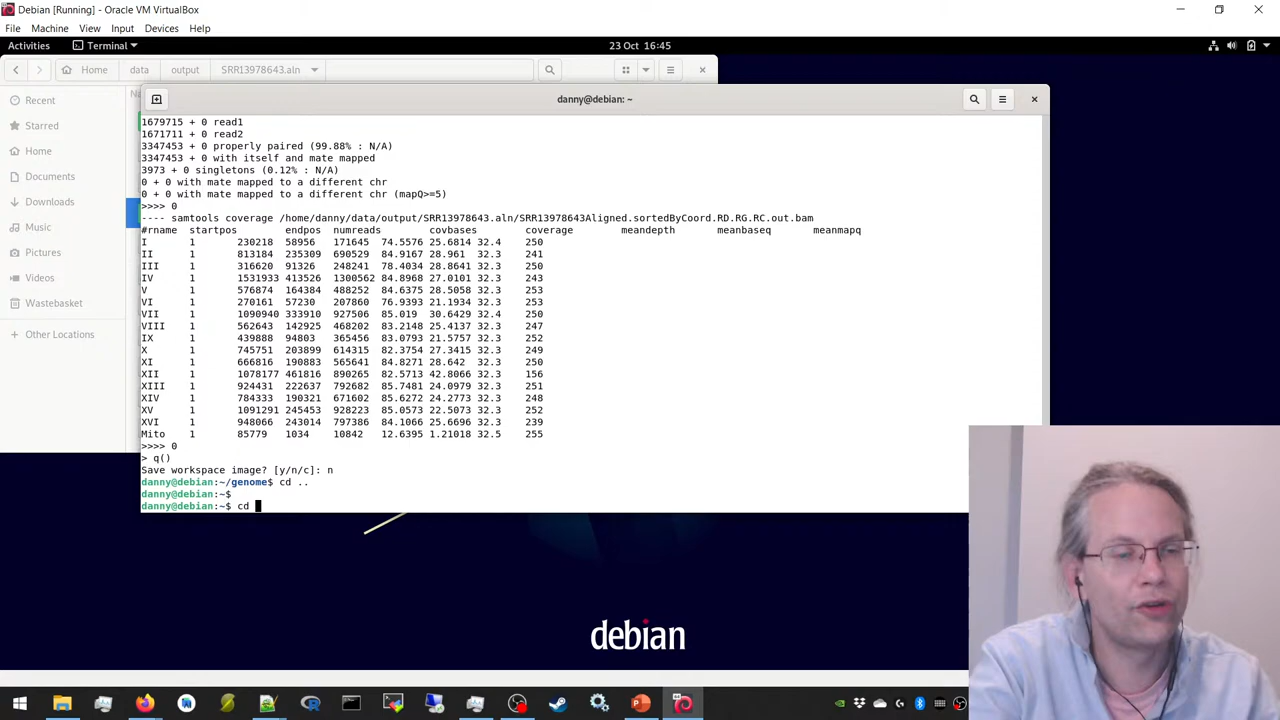 Debian [Running] - Oracle VM VirtualBox
File Machine View Input Devices Help
Activities Terminal 23 Oct 16:45
Home data output SRR13978643.aln
danny@debian: ~
Recent
Starred
Home
Documents
Downloads
Music
Pictures
Videos
Wastebasket
Other Locations
1679715 + 0 read1
1671711 + 0 read2
3347453 + 0 properly paired (99.88% : N/A)
3347453 + 0 with itself and mate mapped
3973 + 0 singletons (0.12% : N/A)
0 + 0 with mate mapped to a different chr
0 + 0 with mate mapped to a different chr (mapQ>=5)
>>>> 0
---- samtools coverage /home/danny/data/output/SRR13978643.aln/SRR13978643Aligned.sortedByCoord.RD.RG.RC.out.bam
#rname startpos endpos numreads covbases coverage meandepth meanbaseq meanmapq
I 1 230218 58956 171645 74.5576 25.6814 32.4 250
II 1 813184 235309 690529 84.9167 28.961 32.3 241
III 1 316620 91326 248241 78.4034 28.8641 32.3 250
IV 1 1531933 413526 1300562 84.8968 27.0101 32.3 243
V 1 576874 164384 488252 84.6375 28.5058 32.3 253
VI 1 270161 57230 207860 76.9393 21.1934 32.3 253
VII 1 1090940 333910 927506 85.019 30.6429 32.4 250
VIII 1 562643 142925 468202 83.2148 25.4137 32.3 247
IX 1 439888 94803 365456 83.0793 21.5757 32.3 252
X 1 745751 203899 614315 82.3754 27.3415 32.3 249
XI 1 666816 190883 565641 84.8271 28.642 32.3 250
XII 1 1078177 461816 890265 82.5713 42.8066 32.3 156
XIII 1 924431 222637 792682 85.7481 24.0979 32.3 251
XIV 1 784333 190321 671602 85.6272 24.2773 32.3 248
XV 1 1091291 245453 928223 85.0573 22.5073 32.3 252
XVI 1 948066 243014 797386 84.1066 25.6696 32.3 239
Mito 1 85779 1034 10842 12.6395 1.21018 32.5 255
>>>> 0
> q()
Save workspace image? [y/n/c]: n
danny@debian:~/genome$ cd ..
danny@debian:~$
danny@debian:~$ cd
debian